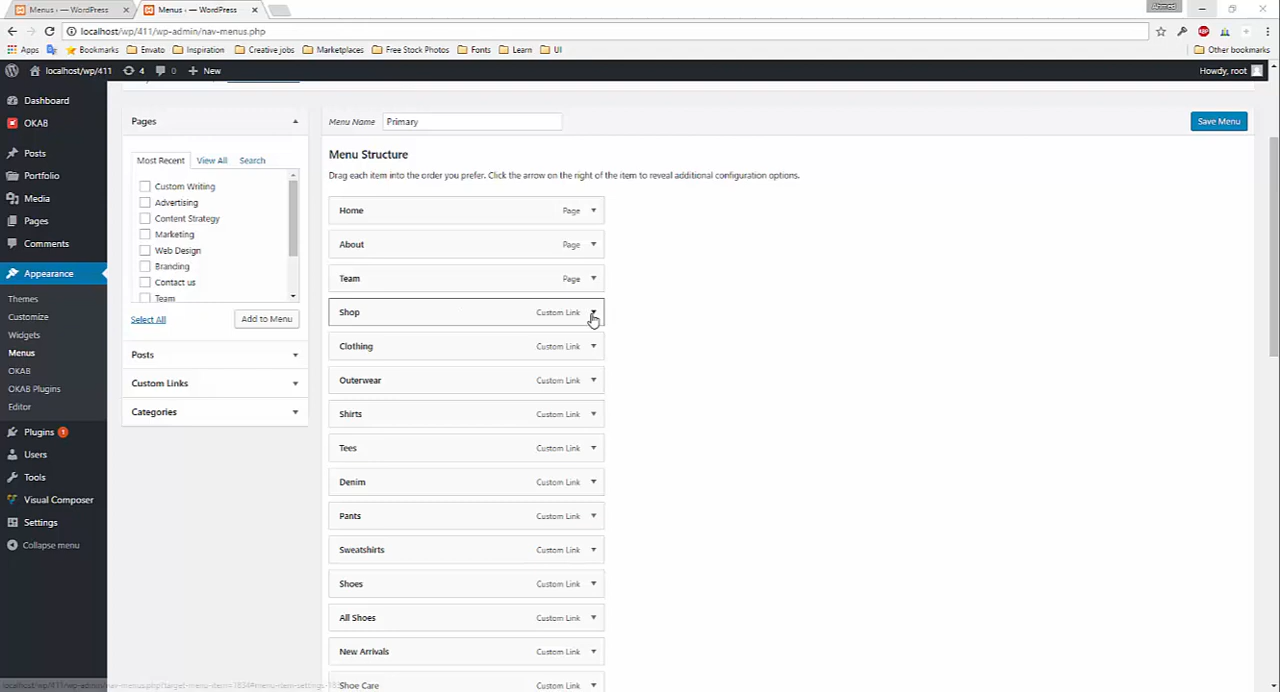 Menus ‹ — WordPress
Menus ‹ — WordPress
Ahmed
localhost/wp/411/wp-admin/nav-menus.php
Apps
Bookmarks
Envato
Inspiration
Creative jobs
Marketplaces
Free Stock Photos
Fonts
Learn
UI
Other bookmarks
localhost/wp/411
4
0
New
Howdy, root
Dashboard
OKAB
Posts
Portfolio
Media
Pages
Comments
Appearance
Themes
Customize
Widgets
Menus
OKAB
OKAB Plugins
Editor
Plugins 1
Users
Tools
Visual Composer
Settings
Collapse menu
Pages
Most Recent
View All
Search
Custom Writing
Advertising
Content Strategy
Marketing
Web Design
Branding
Contact us
Team
Select All
Add to Menu
Posts
Custom Links
Categories
Menu Name
Primary
Save Menu
Menu Structure
Drag each item into the order you prefer. Click the arrow on the right of the item to reveal additional configuration options.
Home Page
About Page
Team Page
Shop Custom Link
Clothing Custom Link
Outerwear Custom Link
Shirts Custom Link
Tees Custom Link
Denim Custom Link
Pants Custom Link
Sweatshirts Custom Link
Shoes Custom Link
All Shoes Custom Link
New Arrivals Custom Link
Shoe Care Custom Link